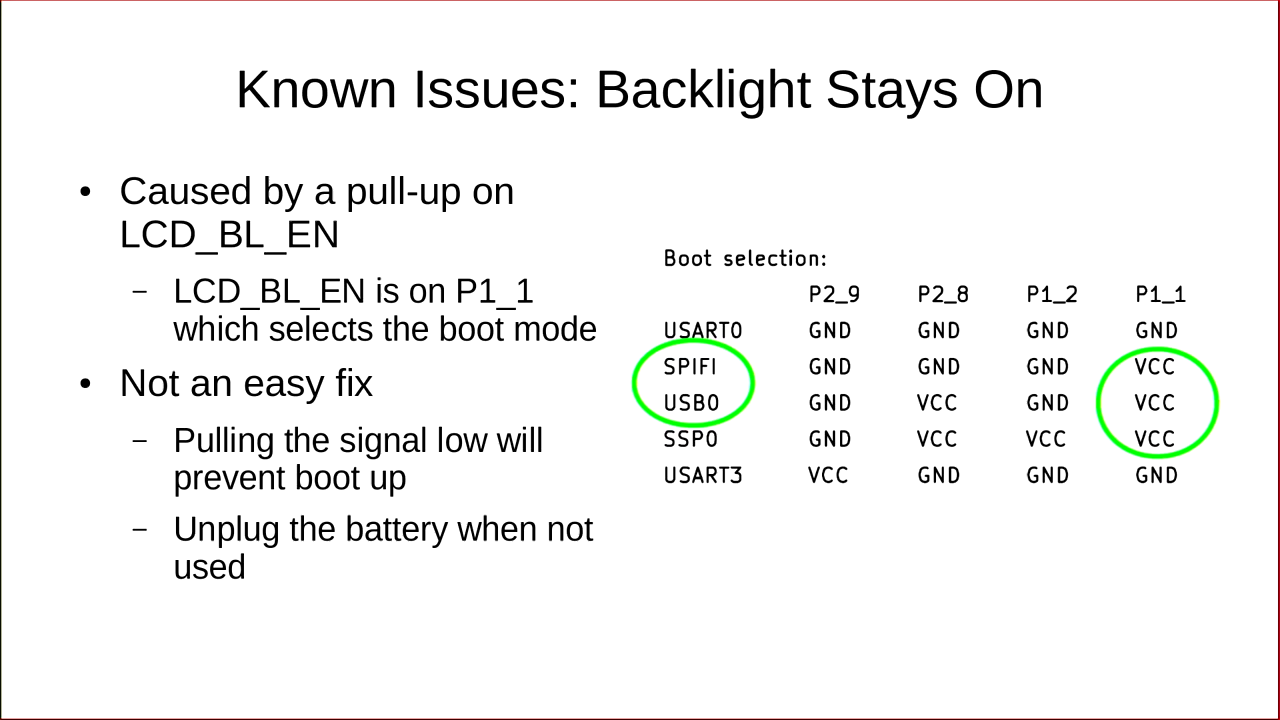 Known Issues: Backlight Stays On
• Caused by a pull-up on
LCD_BL_EN
– LCD_BL_EN is on P1_1
which selects the boot mode
• Not an easy fix
– Pulling the signal low will
prevent boot up
– Unplug the battery when not
used
Boot selection:
P2_9 P2_8 P1_2 P1_1
USART0 GND GND GND GND
SPIFI GND GND GND VCC
USB0 GND VCC GND VCC
SSP0 GND VCC VCC VCC
USART3 VCC GND GND GND